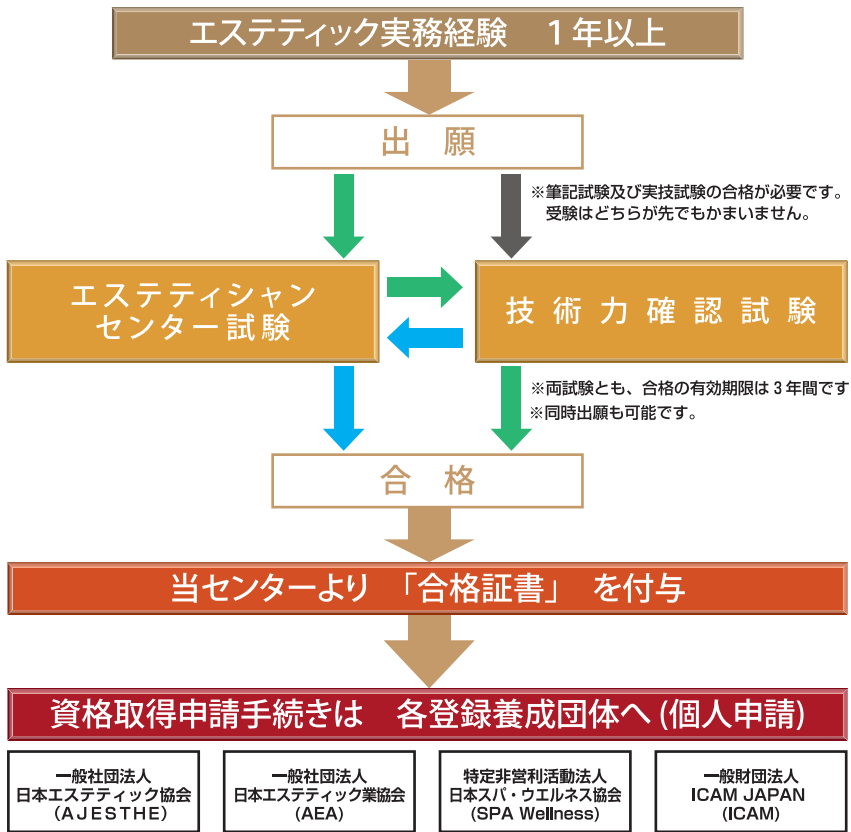 エステティック実務経験　1年以上
出　願
※筆記試験及び実技試験の合格が必要です。
受験はどちらが先でもかまいません。
エステティシャン
センター試験
技術力確認試験
※両試験とも、合格の有効期限は3年間です
※同時出願も可能です。
合　格
当センターより　「合格証書」　を付与
資格取得申請手続きは　各登録養成団体へ(個人申請)
一般社団法人
日本エステティック協会
(AJESTHE)
一般社団法人
日本エステティック業協会
(AEA)
特定非営利活動法人
日本スパ・ウエルネス協会
(SPA Wellness)
一般財団法人
ICAM JAPAN
(ICAM)